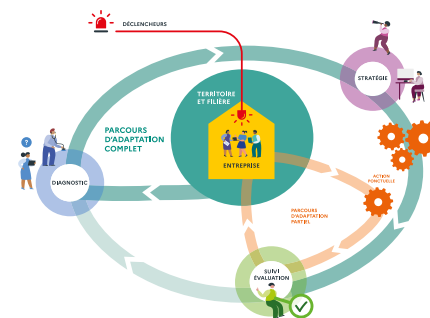 DÉCLENCHEURS
STRATÉGIE
TERRITOIRE
ET FILIÈRE
PARCOURS
D'ADAPTATION
COMPLET
ENTREPRISE
?
DIAGNOSTIC
ACTION
PONCTUELLE
PARCOURS
D'ADAPTATION
PARTIEL
SUIVI
ÉVALUATION